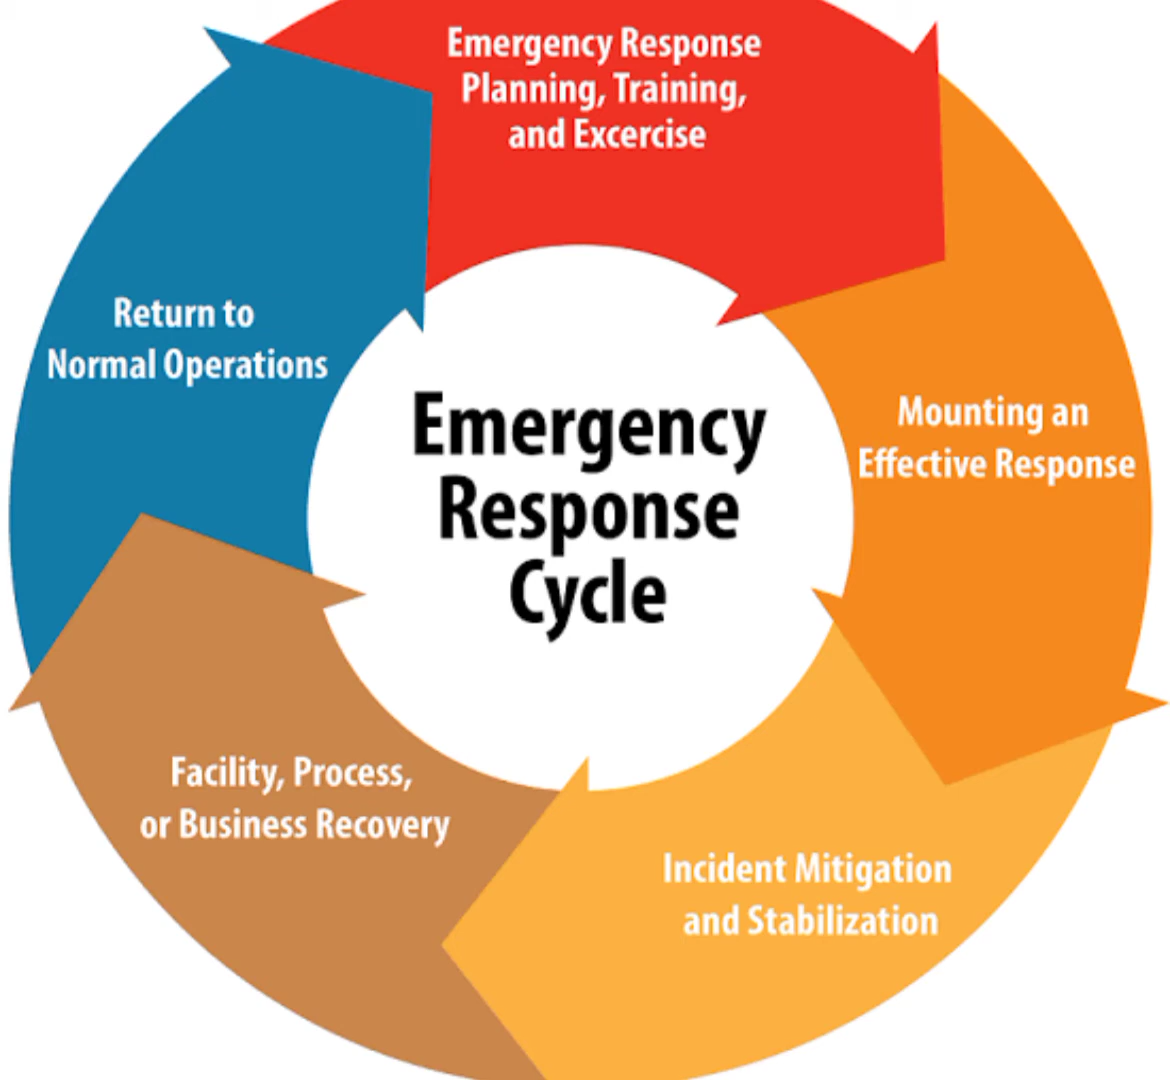 Emergency Response
Planning, Training,
and Excercise
Mounting an
Effective Response
Incident Mitigation
and Stabilization
Facility, Process,
or Business Recovery
Return to
Normal Operations
Emergency
Response
Cycle